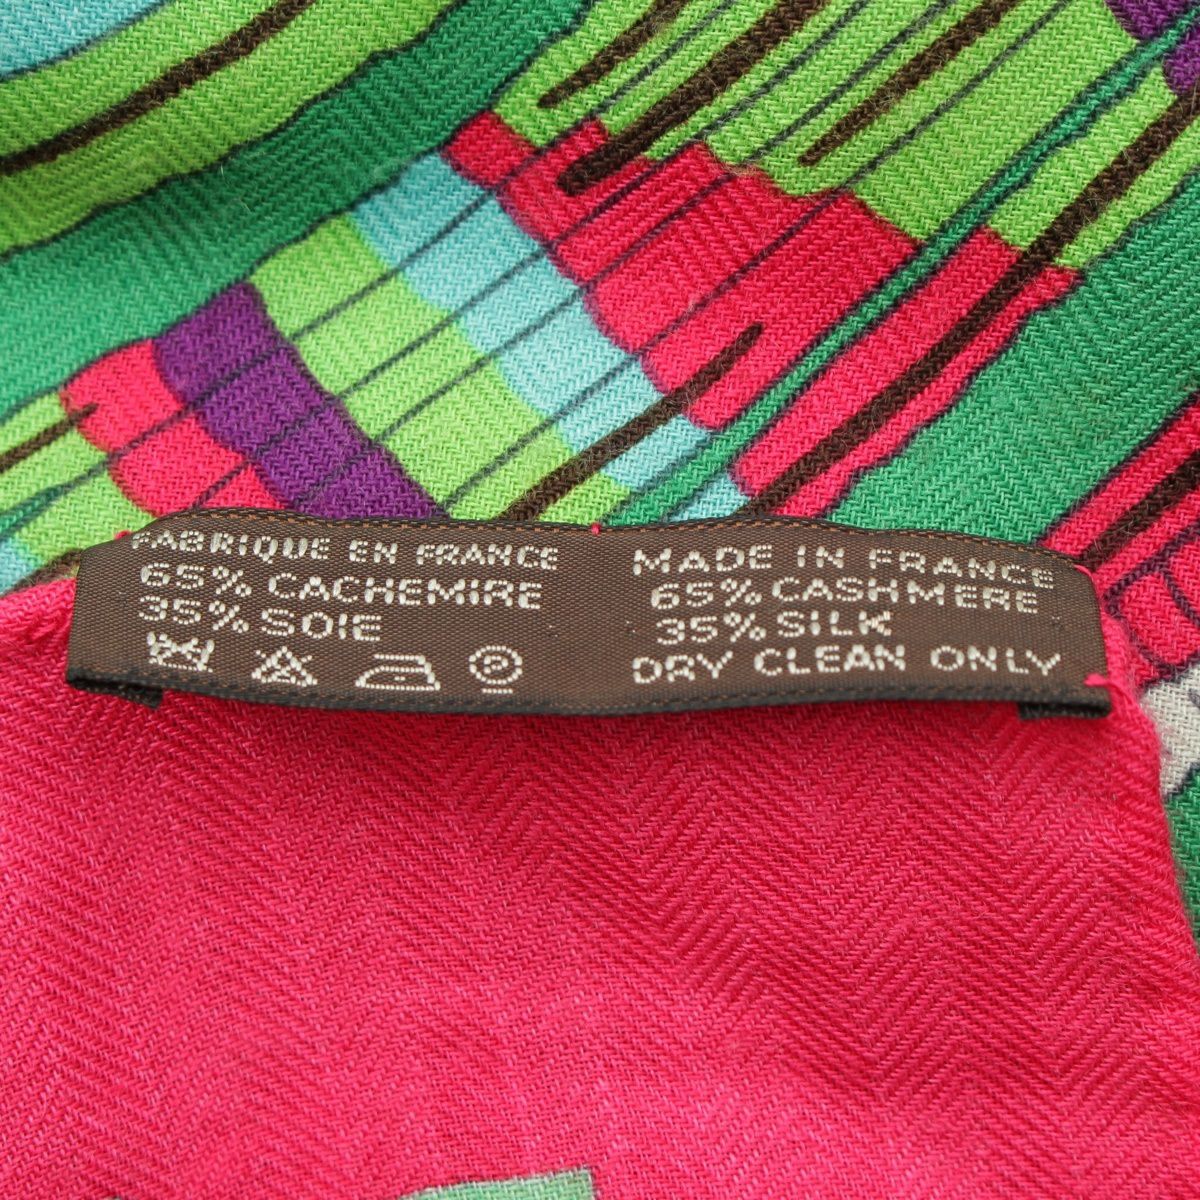 FABRIQUE EN FRANCE
65% CACHEMIRE
35% SOIE
P
MADE IN FRANCE
65% CASHMERE
35% SILK
DRY CLEAN ONLY